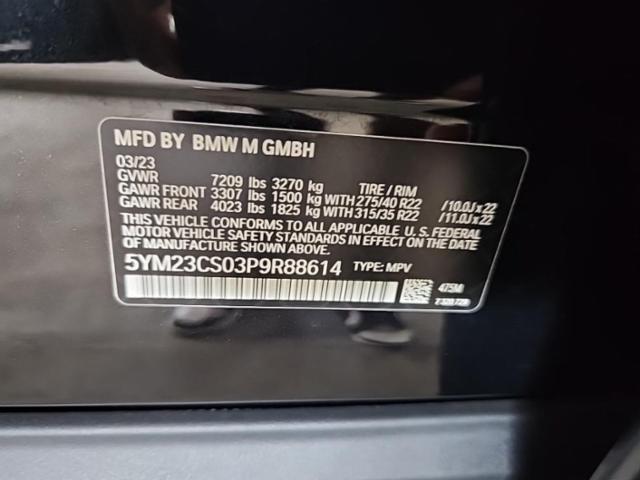 MFD BY BMW M GMBH
03/23
GVWR 7209 lbs 3270 kg TIRE / RIM
GAWR FRONT 3307 lbs 1500 kg WITH 275/40 R22 /10.0Jx22
GAWR REAR 4023 lbs 1825 kg WITH 315/35 R22 /11.0Jx22
THIS VEHICLE CONFORMS TO ALL APPLICABLE U. S. FEDERAL
MOTOR VEHICLE SAFETY STANDARDS IN EFFECT
ON THE DATE OF MANUFACTURE SHOWN ABOVE.
5YM23CS03P9R88614 TYPE: MPV
475M